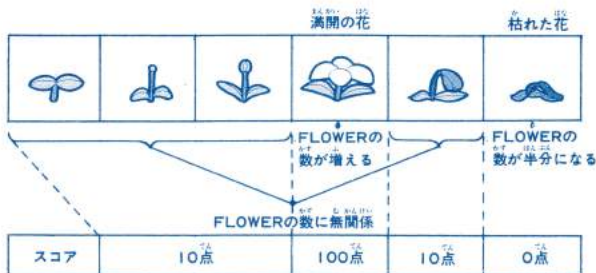 満開の花
枯れた花
FLOWERの
数が増える
FLOWERの
数が半分になる
FLOWERの数に無関係
スコア 10点 100点 10点 0点